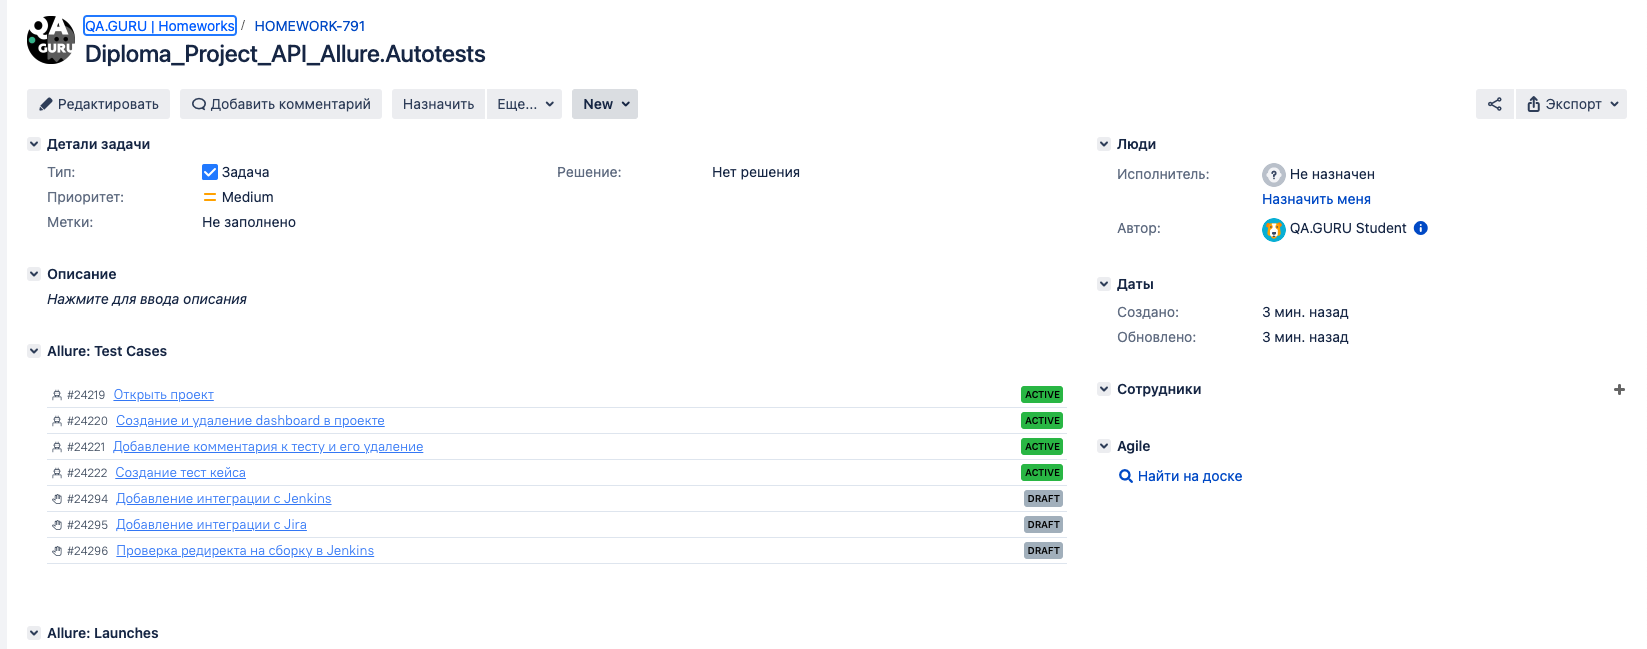 QA
GURU
QA.GURU | Homeworks / HOMEWORK-791
Diploma_Project_API_Allure.Autotests
Редактировать Добавить комментарий Назначить Еще... New Экспорт
Детали задачи
Тип: Задача Решение: Нет решения
Приоритет: Medium
Метки: Не заполнено
Описание
Нажмите для ввода описания
Allure: Test Cases
#24219 Открыть проект ACTIVE
#24220 Создание и удаление dashboard в проекте ACTIVE
#24221 Добавление комментария к тесту и его удаление ACTIVE
#24222 Создание тест кейса ACTIVE
#24294 Добавление интеграции с Jenkins DRAFT
#24295 Добавление интеграции с Jira DRAFT
#24296 Проверка редиректа на сборку в Jenkins DRAFT
Allure: Launches
Люди
Исполнитель: Не назначен
Назначить меня
Автор: QA.GURU Student
Даты
Создано: 3 мин. назад
Обновлено: 3 мин. назад
Сотрудники
Agile
Найти на доске